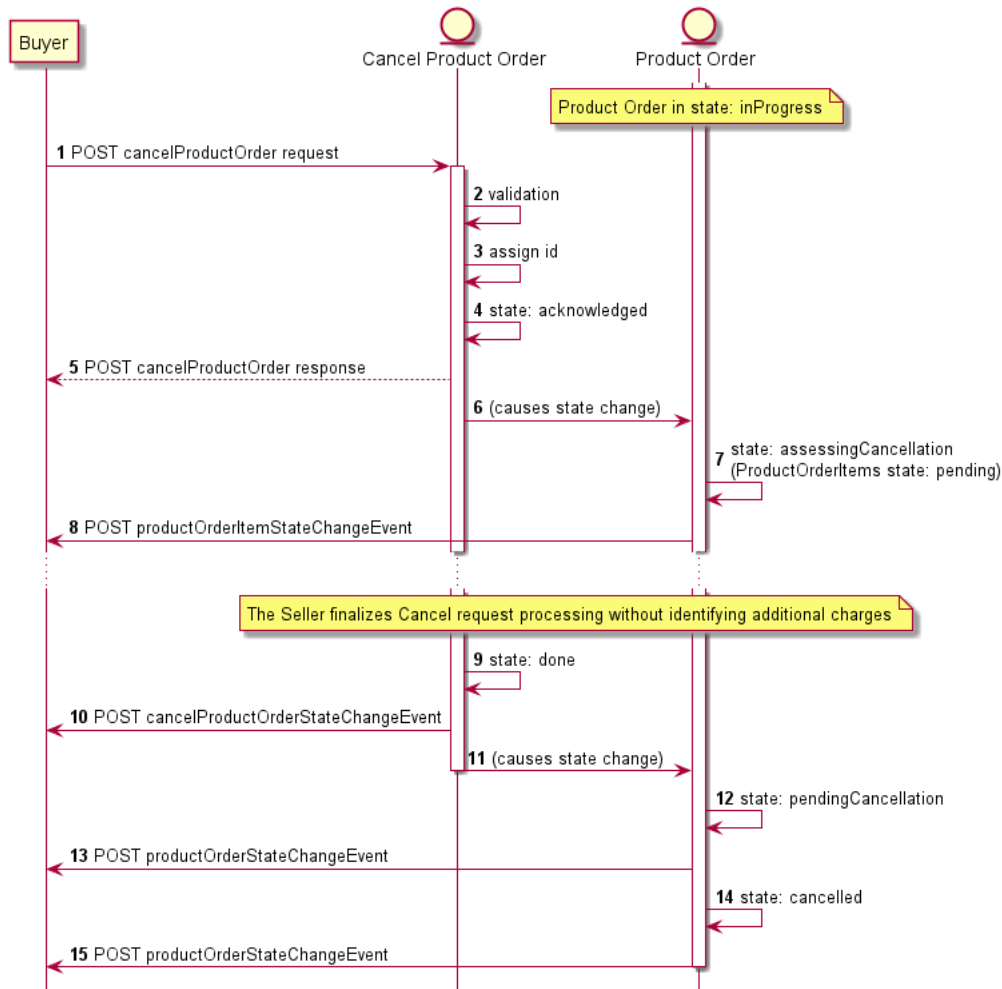 Buyer
Cancel Product Order
Product Order
Product Order in state: inProgress
1 POST cancelProductOrder request
2 validation
3 assign id
4 state: acknowledged
5 POST cancelProductOrder response
6 (causes state change)
7 state: assessingCancellation
(ProductOrderItems state: pending)
8 POST productOrderItemStateChangeEvent
The Seller finalizes Cancel request processing without identifying additional charges
9 state: done
10 POST cancelProductOrderStateChangeEvent
11 (causes state change)
12 state: pendingCancellation
13 POST productOrderStateChangeEvent
14 state: cancelled
15 POST productOrderStateChangeEvent